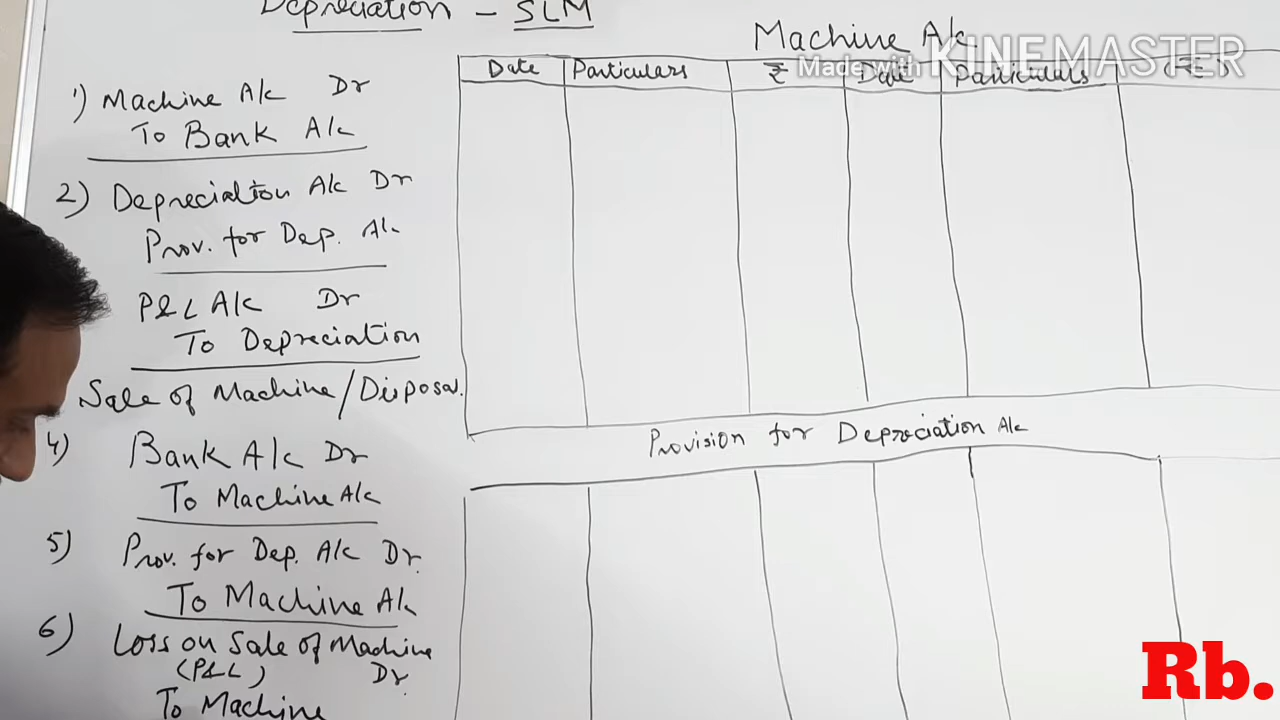 Depreciation - SLM
1) Machine A/c Dr
To Bank A/c
2) Depreciation A/c Dr
Prov. for Dep. A/c
P&L A/c Dr
To Depreciation
Sale of Machine/Disposal.
4) Bank A/c Dr
To Machine A/c
5) Prov. for Dep. A/c Dr.
To Machine A/c
6) Loss on Sale of Machine
(P&L) Dr.
To Machine
Machine A/c
Made with KINEMASTER
Date Particulars ₹ Date Particulars
Provision for Depreciation A/c
Rb.